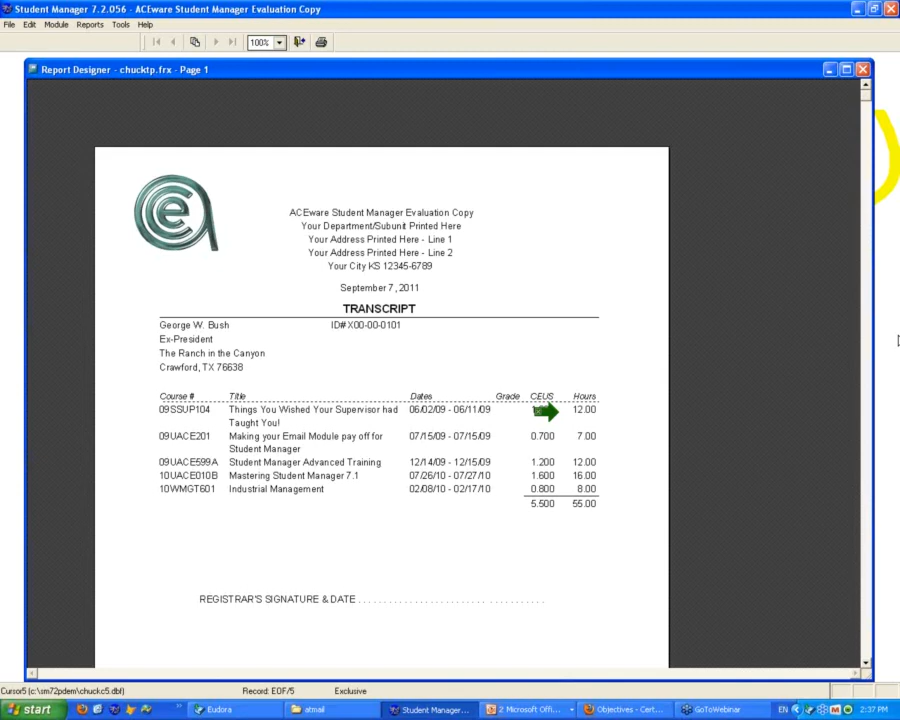 Student Manager 7.2.056 - ACEware Student Manager Evaluation Copy
File Edit Module Reports Tools Help
100%
Report Designer - chucktp.frx - Page 1
ACEware Student Manager Evaluation Copy
Your Department/Subunit Printed Here
Your Address Printed Here - Line 1
Your Address Printed Here - Line 2
Your City KS 12345-6789
September 7, 2011
TRANSCRIPT
George W. Bush ID# X00-00-0101
Ex-President
The Ranch in the Canyon
Crawford, TX 76638
Course # Title Dates Grade CEUS Hours
09SSUP104 Things You Wished Your Supervisor had 06/02/09 - 06/11/09 12.00
Taught You!
09UACE201 Making your Email Module pay off for 07/15/09 - 07/15/09 0.700 7.00
Student Manager
09UACE599A Student Manager Advanced Training 12/14/09 - 12/15/09 1.200 12.00
10UACE010B Mastering Student Manager 7.1 07/26/10 - 07/27/10 1.600 16.00
10WMGT601 Industrial Management 02/08/10 - 02/17/10 0.800 8.00
5.500 55.00
REGISTRAR'S SIGNATURE & DATE . . . . . . . . . . . . . . . . . . . . . . . . . . . . . . . . . .
Cursor5 (c:\sm72pdem\chuckc5.dbf) Record: EOF/5 Exclusive
start Eudora atmail Student Manager... 2 Microsoft Offi... Objectives - Cert... GoToWebinar EN 2:37 PM